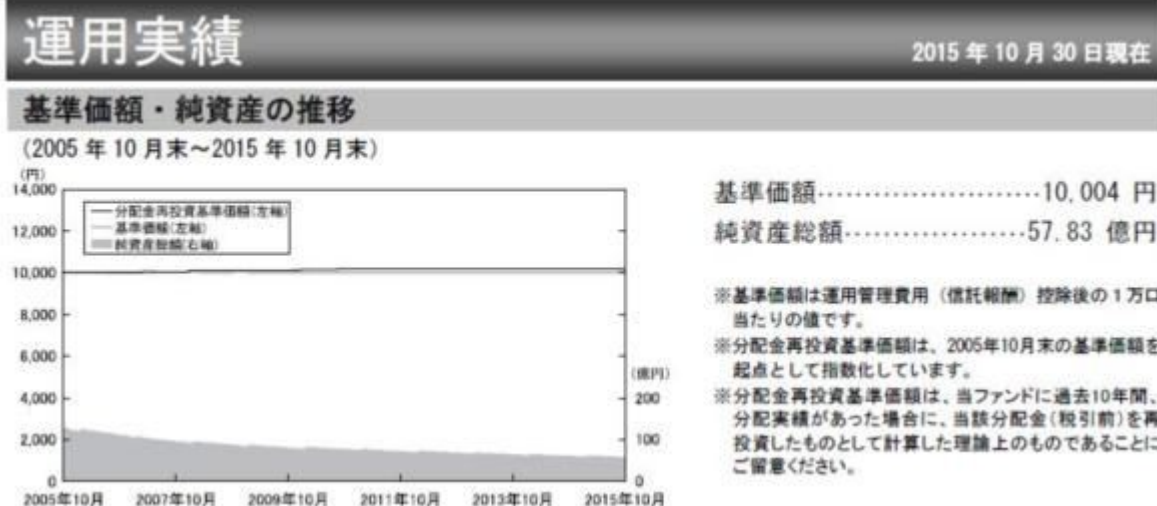 運用実績
2015 年 10 月 30 日現在
基準価額・純資産の推移
(2005 年 10 月末～2015 年 10 月末)
(円)
14,000
12,000
10,000
8,000
6,000
4,000
2,000
0
分配金再投資基準価額(左軸)
基準価額(左軸)
純資産総額(右軸)
(億円)
200
100
0
2005年10月 2007年10月 2009年10月 2011年10月 2013年10月 2015年10月
基準価額························10,004 円
純資産総額···················57.83 億円
※基準価額は運用管理費用（信託報酬）控除後の１万口
当たりの値です。
※分配金再投資基準価額は、2005年10月末の基準価額を
起点として指数化しています。
※分配金再投資基準価額は、当ファンドに過去10年間、
分配実績があった場合に、当該分配金(税引前)を再
投資したものとして計算した理論上のものであることに
ご留意ください。